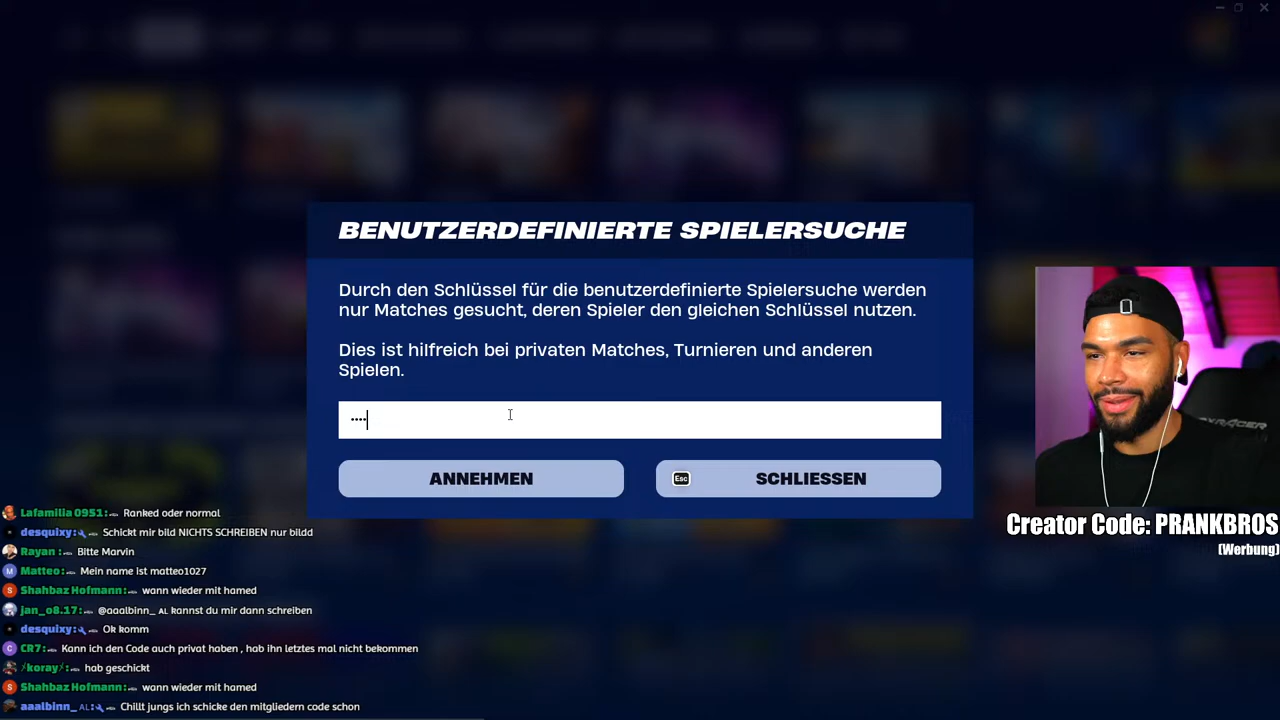 BENUTZERDEFINIERTE SPIELERSUCHE
Durch den Schlüssel für die benutzerdefinierte Spielersuche werden
nur Matches gesucht, deren Spieler den gleichen Schlüssel nutzen.
Dies ist hilfreich bei privaten Matches, Turnieren und anderen
Spielen.
····
ANNEHMEN
Esc SCHLIESSEN
Creator Code: PRANKBROS
(Werbung)
Lafamilia 0951: Ranked oder normal
desquixy: Schickt mir bild NICHTS SCHREIBEN nur bildd
Rayan : Bitte Marvin
Matteo: Mein name ist matteo1027
Shahbaz Hofmann: wann wieder mit hamed
jan_o8.17: @aaalbinn_ AL kannst du mir dann schreiben
desquixy: Ok komm
CR7: Kann ich den Code auch privat haben , hab ihn letztes mal nicht bekommen
koray: hab geschickt
Shahbaz Hofmann: wann wieder mit hamed
aaalbinn_ AL: Chillt jungs ich schicke den mitgliedern code schon